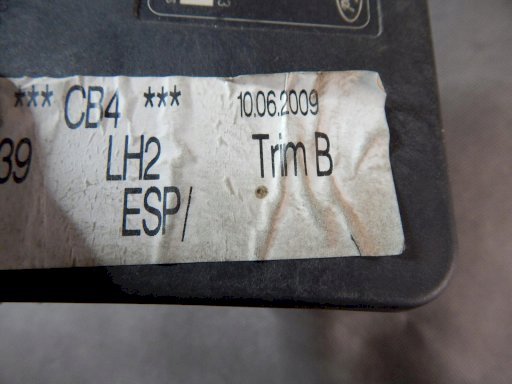 *** CB4 *** 10.06.2009
39 LH2 Trim B
ESP/